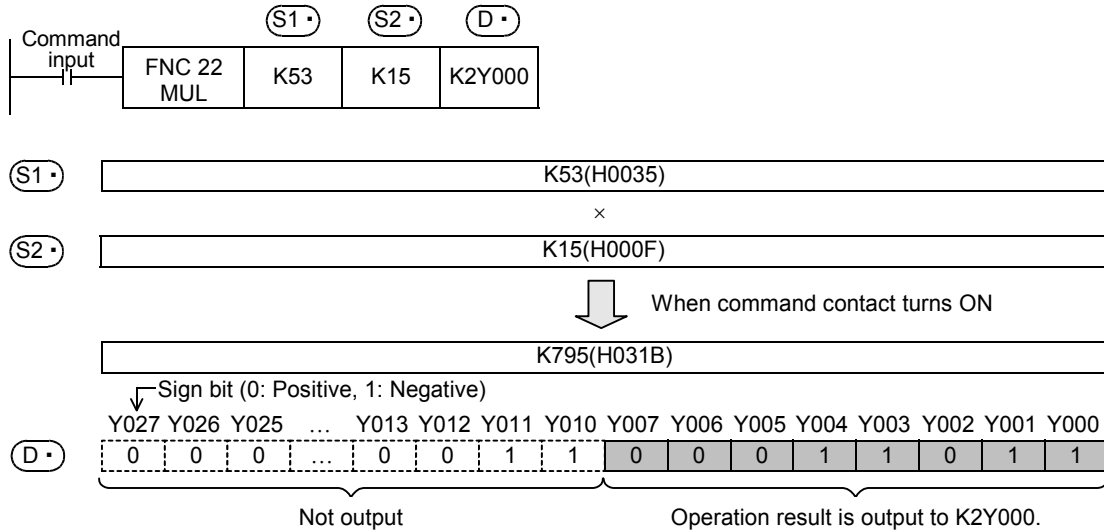 S1· S2· D·
Command
input
FNC 22
MUL K53 K15 K2Y000
S1· K53(H0035)
×
S2· K15(H000F)
When command contact turns ON
K795(H031B)
Sign bit (0: Positive, 1: Negative)
Y027 Y026 Y025 … Y013 Y012 Y011 Y010 Y007 Y006 Y005 Y004 Y003 Y002 Y001 Y000
D· 0 0 0 … 0 0 1 1 0 0 0 1 1 0 1 1
Not output Operation result is output to K2Y000.